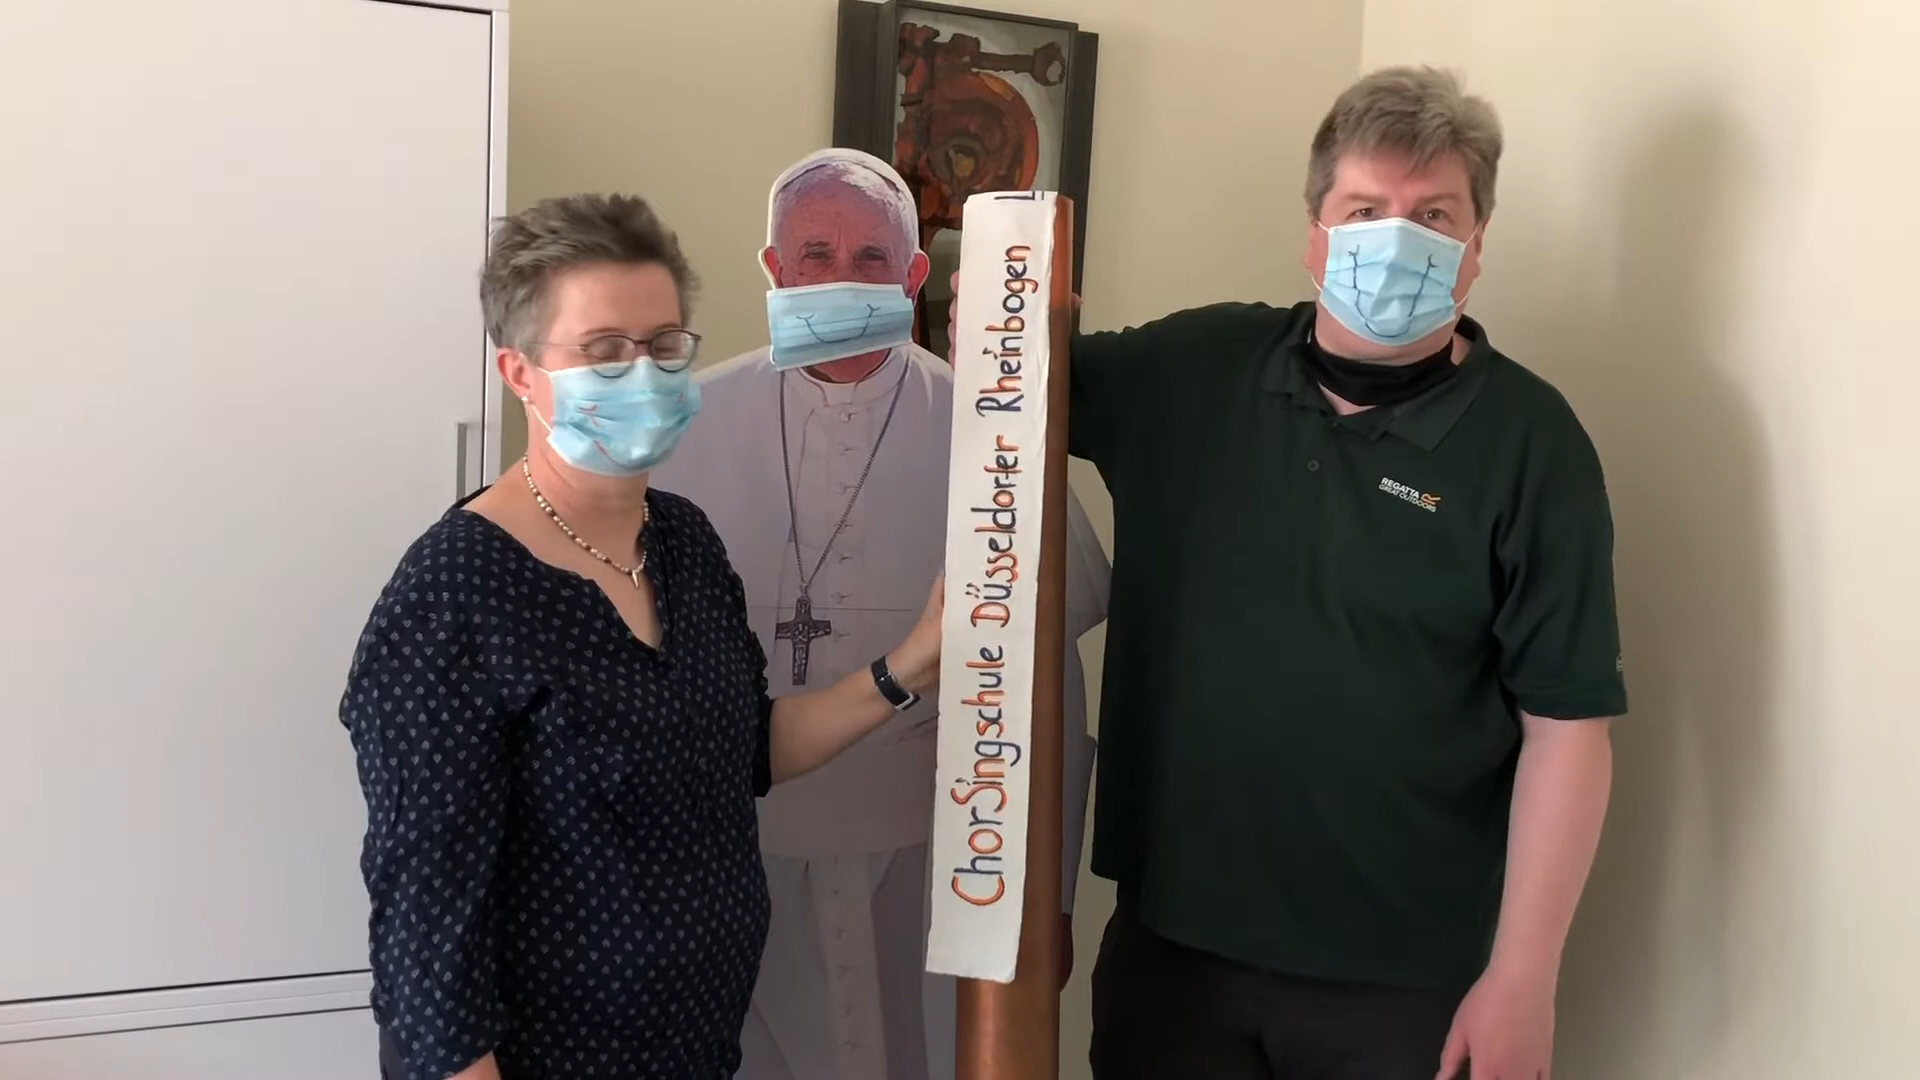 ChorSingschule Düsseldorfer Rheinbogen
REGATTA
GREAT OUTDOORS